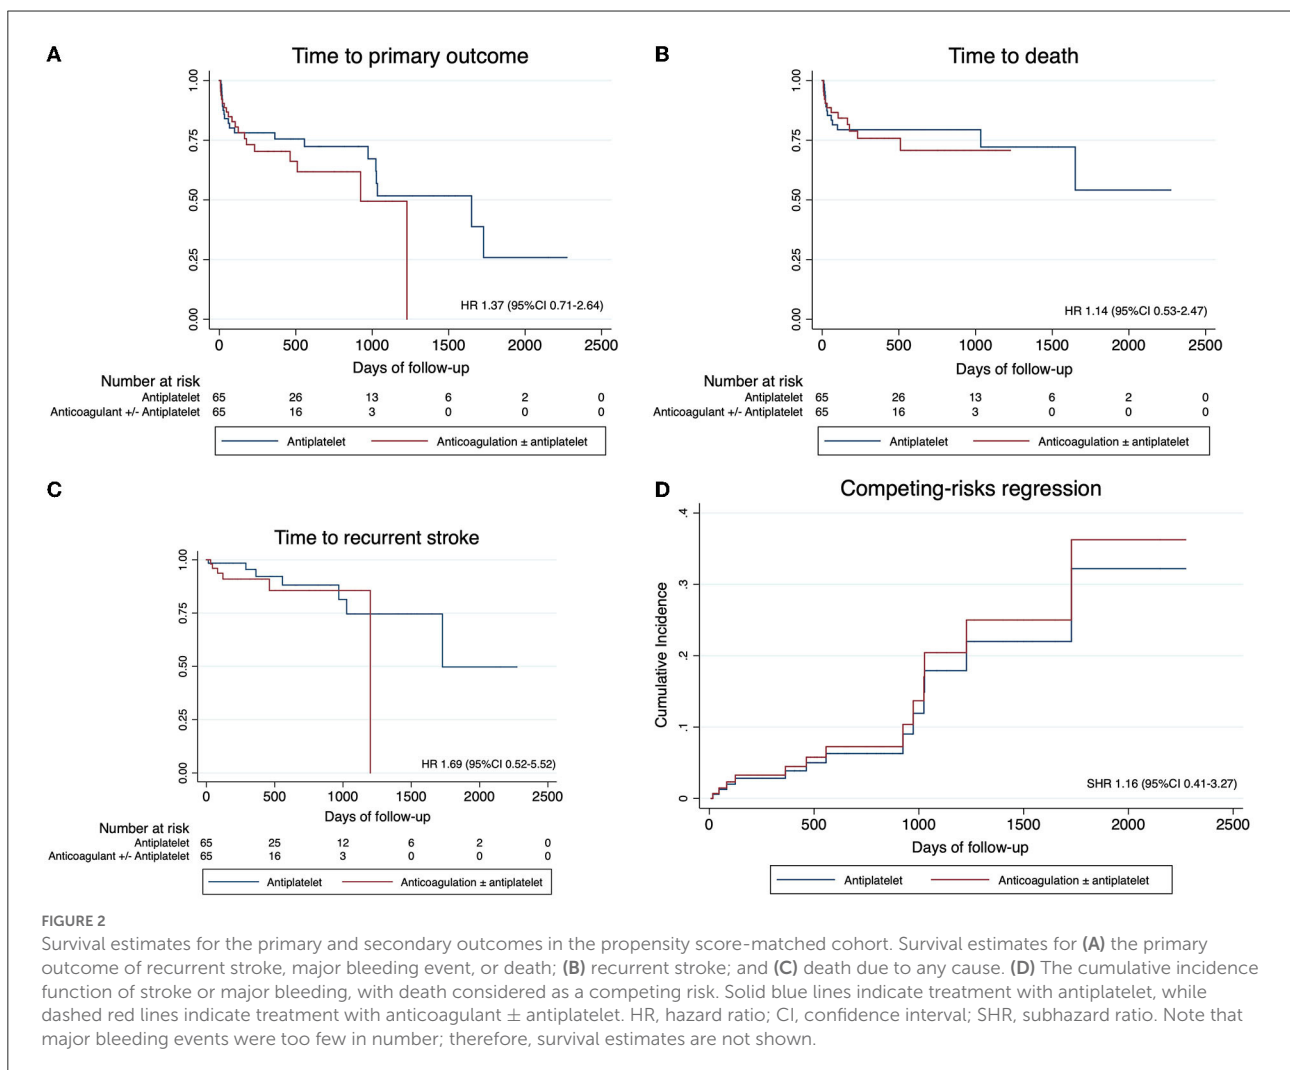 A
Time to primary outcome
1.00
0.75
0.50
0.25
0.00
HR 1.37 (95%CI 0.71-2.64)
0 500 1000 1500 2000 2500
Days of follow-up
Number at risk
Antiplatelet 65 26 13 6 2 0
Anticoagulant +/- Antiplatelet 65 16 3 0 0 0
Antiplatelet Anticoagulation ± antiplatelet
B
Time to death
1.00
0.75
0.50
0.25
0.00
HR 1.14 (95%CI 0.53-2.47)
0 500 1000 1500 2000 2500
Days of follow-up
Number at risk
Antiplatelet 65 26 13 6 2 0
Anticoagulant +/- Antiplatelet 65 16 3 0 0 0
Antiplatelet Anticoagulation ± antiplatelet
C
Time to recurrent stroke
1.00
0.75
0.50
0.25
0.00
HR 1.69 (95%CI 0.52-5.52)
0 500 1000 1500 2000 2500
Days of follow-up
Number at risk
Antiplatelet 65 25 12 6 2 0
Anticoagulant +/- Antiplatelet 65 16 3 0 0 0
Antiplatelet Anticoagulation ± antiplatelet
D
Competing-risks regression
Cumulative Incidence
.4
.3
.2
.1
0
SHR 1.16 (95%CI 0.41-3.27)
0 500 1000 1500 2000 2500
Days of follow-up
Antiplatelet Anticoagulation ± antiplatelet
FIGURE 2
Survival estimates for the primary and secondary outcomes in the propensity score-matched cohort. Survival estimates for (A) the primary
outcome of recurrent stroke, major bleeding event, or death; (B) recurrent stroke; and (C) death due to any cause. (D) The cumulative incidence
function of stroke or major bleeding, with death considered as a competing risk. Solid blue lines indicate treatment with antiplatelet, while
dashed red lines indicate treatment with anticoagulant ± antiplatelet. HR, hazard ratio; CI, confidence interval; SHR, subhazard ratio. Note that
major bleeding events were too few in number; therefore, survival estimates are not shown.